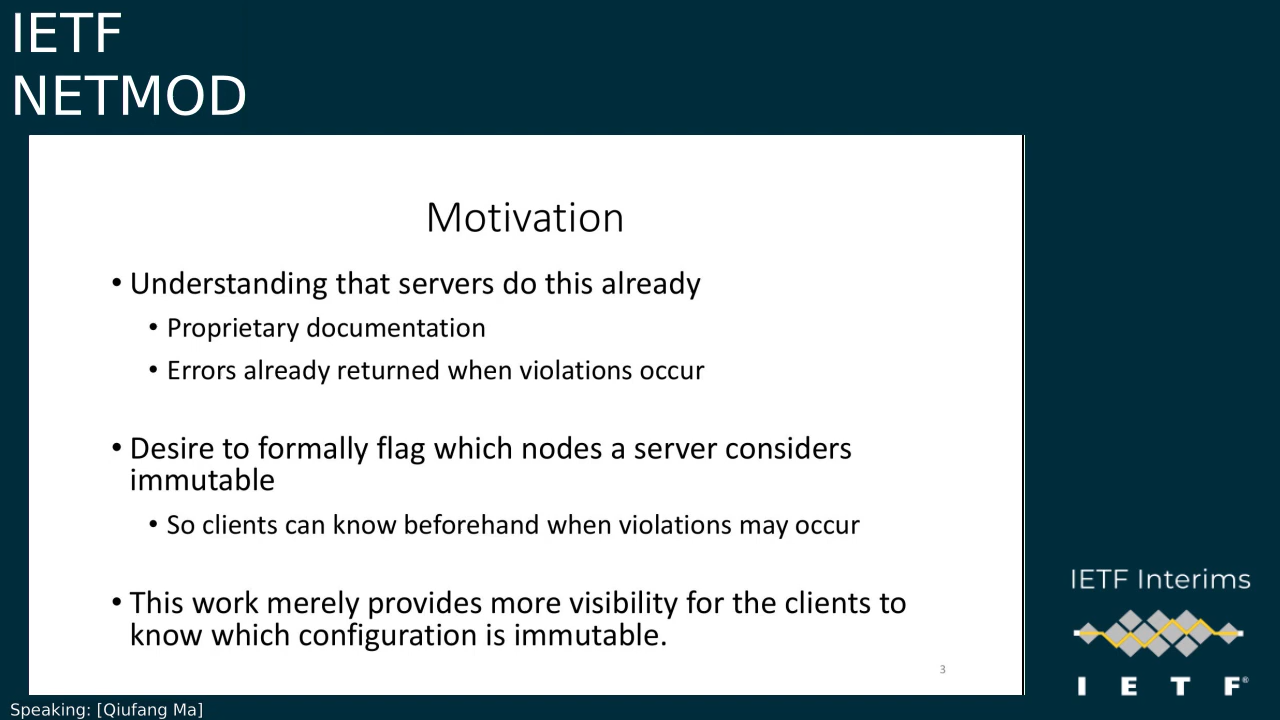 IETF
NETMOD
Motivation
• Understanding that servers do this already
• Proprietary documentation
• Errors already returned when violations occur
• Desire to formally flag which nodes a server considers
immutable
• So clients can know beforehand when violations may occur
• This work merely provides more visibility for the clients to
know which configuration is immutable.
3
IETF Interims
I E T F®
Speaking: [Qiufang Ma]